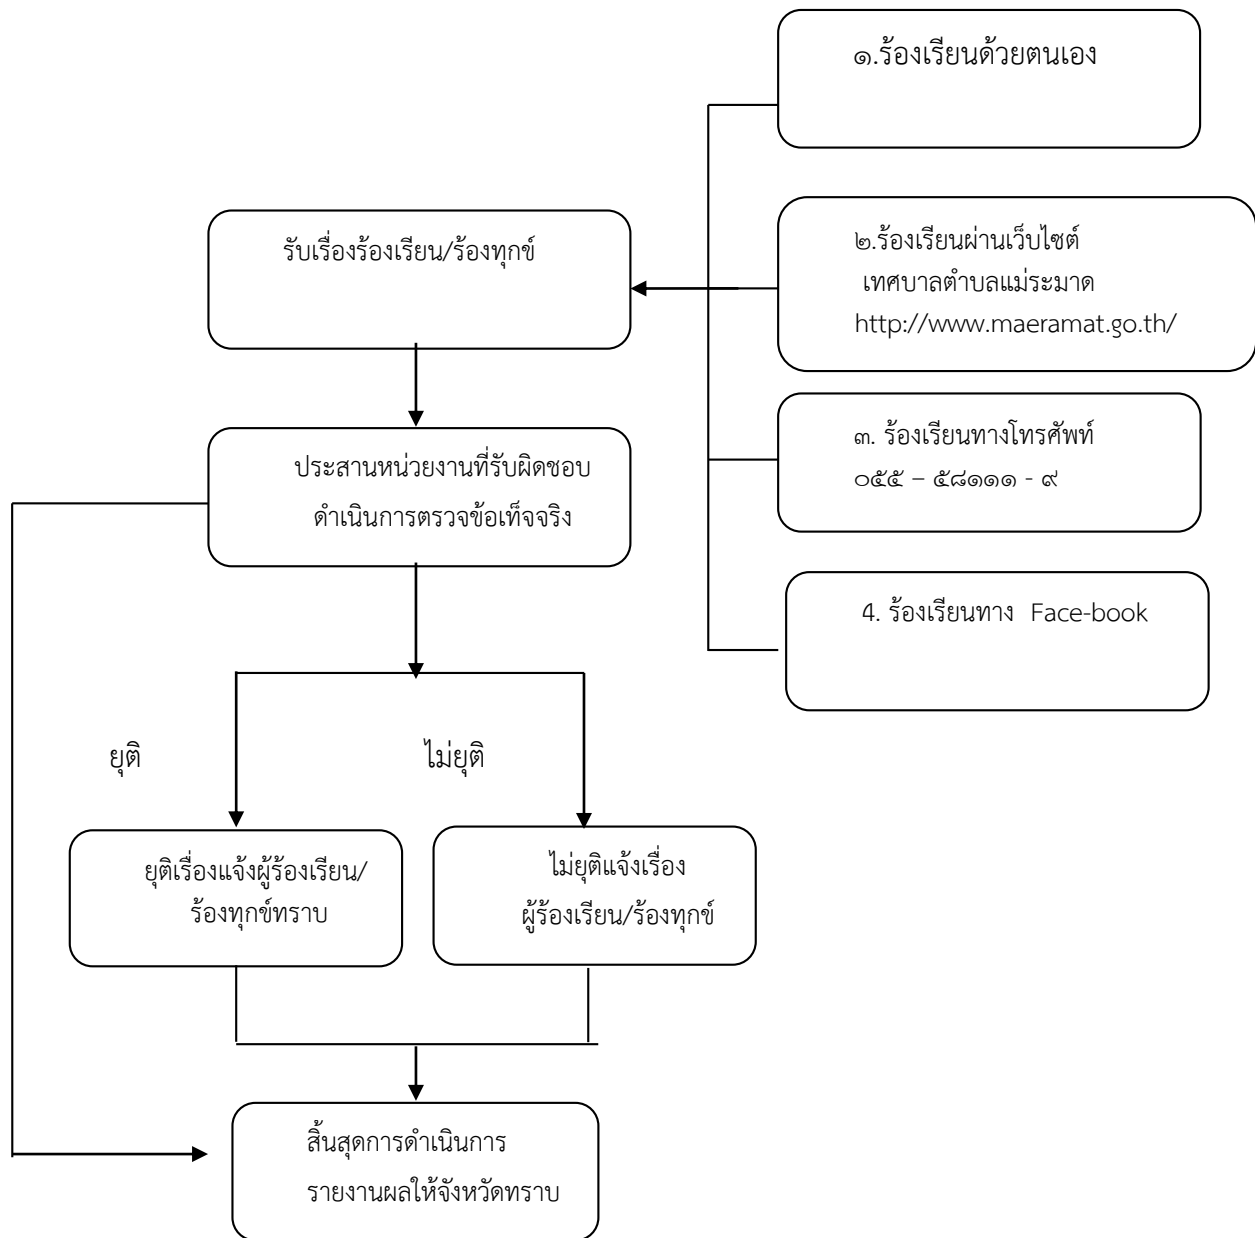 ๑.ร้องเรียนด้วยตนเอง
รับเรื่องร้องเรียน/ร้องทุกข์
๒.ร้องเรียนผ่านเว็บไซต์
เทศบาลตำบลแม่ระมาด
http://www.maeramat.go.th/
ประสานหน่วยงานที่รับผิดชอบ
ดำเนินการตรวจข้อเท็จจริง
๓. ร้องเรียนทางโทรศัพท์
๐๕๕ – ๕๘๑๑๑ - ๙
4. ร้องเรียนทาง Face-book
ยุติ
ไม่ยุติ
ยุติเรื่องแจ้งผู้ร้องเรียน/
ร้องทุกข์ทราบ
ไม่ยุติแจ้งเรื่อง
ผู้ร้องเรียน/ร้องทุกข์
สิ้นสุดการดำเนินการ
รายงานผลให้จังหวัดทราบ